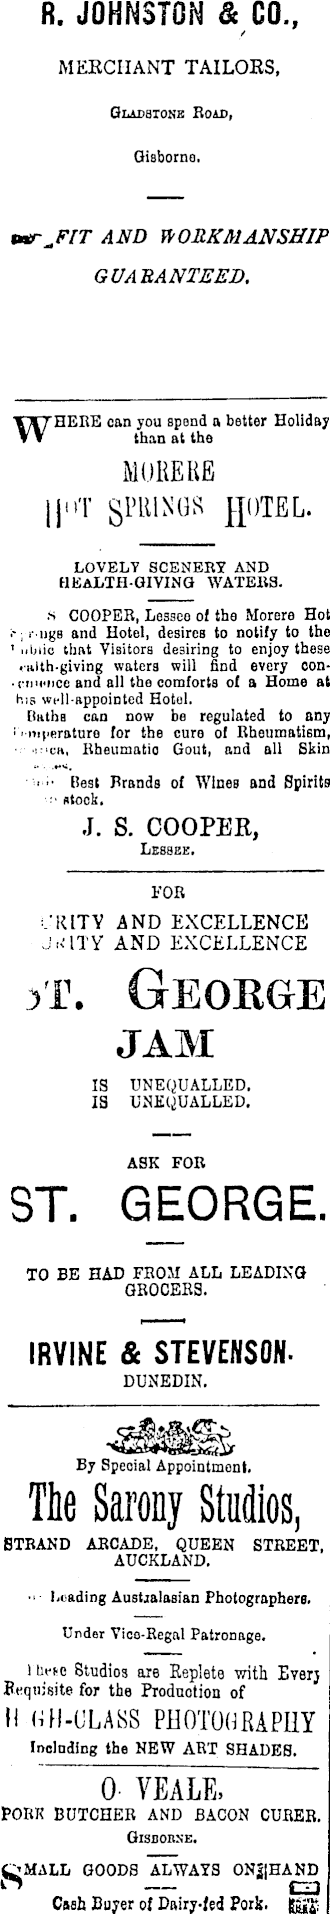 R. JOHNSTON & CO.,
MERCHANT TAILORS,
GLADSTONE ROAD,
Gisborne.
FIT AND WORKMANSHIP
GUARANTEED.
WHERE can you spend a better Holiday
than at the
MORERE
HOT SPRINGS HOTEL.
LOVELY SCENERY AND
HEALTH-GIVING WATERS.
S COOPER, Lessee of the Morere Hot
Springs and Hotel, desires to notify to the
Public that Visitors desiring to enjoy these
health-giving waters will find every con-
venience and all the comforts of a Home at
his well-appointed Hotel.
Baths can now be regulated to any
temperature for the cure of Rheumatism,
Rheumatic Gout, and all Skin
Best Brands of Wines and Spirits
stock.
J. S. COOPER,
LESSEE.
FOR
URITY AND EXCELLENCE
URITY AND EXCELLENCE
ST. GEORGE
JAM
IS UNEQUALLED.
IS UNEQUALLED.
ASK FOR
ST. GEORGE.
TO BE HAD FROM ALL LEADING
GROCERS.
IRVINE & STEVENSON.
DUNEDIN.
By Special Appointment.
The Sarony Studios,
STRAND ARCADE, QUEEN STREET,
AUCKLAND.
Leading Australasian Photographers.
Under Vice-Regal Patronage.
These Studios are Replete with Every
Requisite for the Production of
HIGH-CLASS PHOTOGRAPHY
Including the NEW ART SHADES.
O. VEALE,
PORK BUTCHER AND BACON CURER.
GISBORNE.
SMALL GOODS ALWAYS ON HAND
Cash Buyer of Dairy-fed Pork.